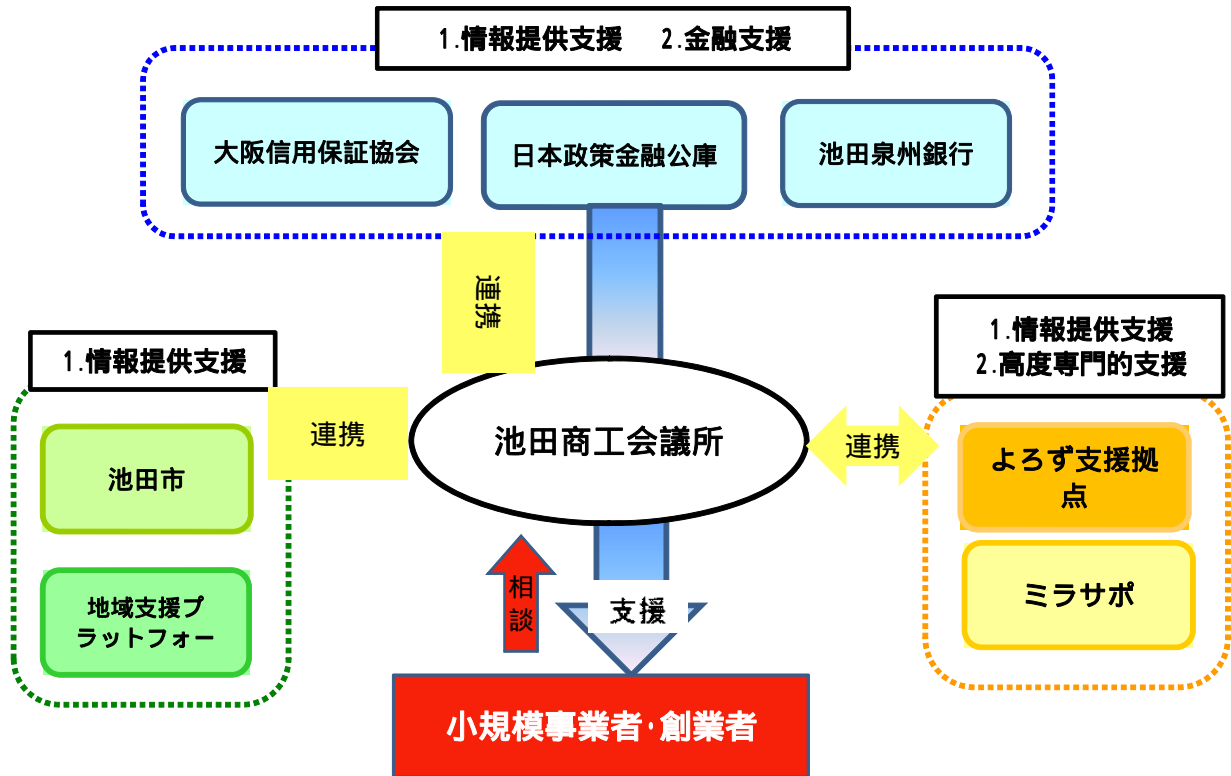 1.情報提供支援 2.金融支援
大阪信用保証協会
日本政策金融公庫
池田泉州銀行
連携
1.情報提供支援
1.情報提供支援
2.高度専門的支援
連携
池田商工会議所
連携
池田市
よろず支援拠
点
地域支援プ
ラットフォー
ミラサポ
相談
支援
小規模事業者・創業者